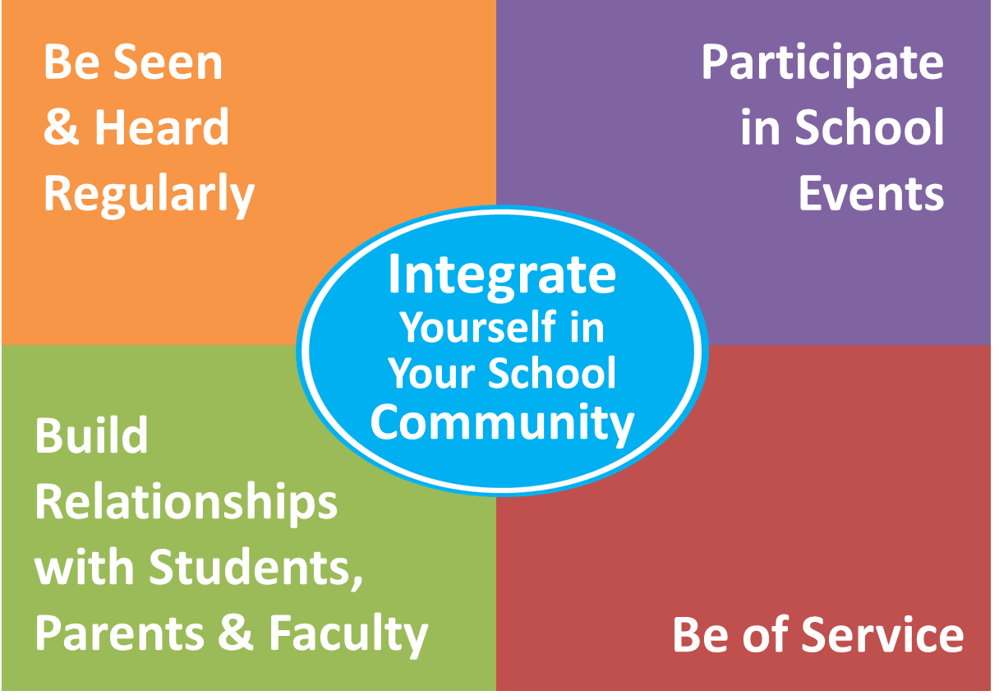 Be Seen
& Heard
Regularly
Participate
in School
Events
Integrate
Yourself in
Your School
Community
Build
Relationships
with Students,
Parents & Faculty
Be of Service